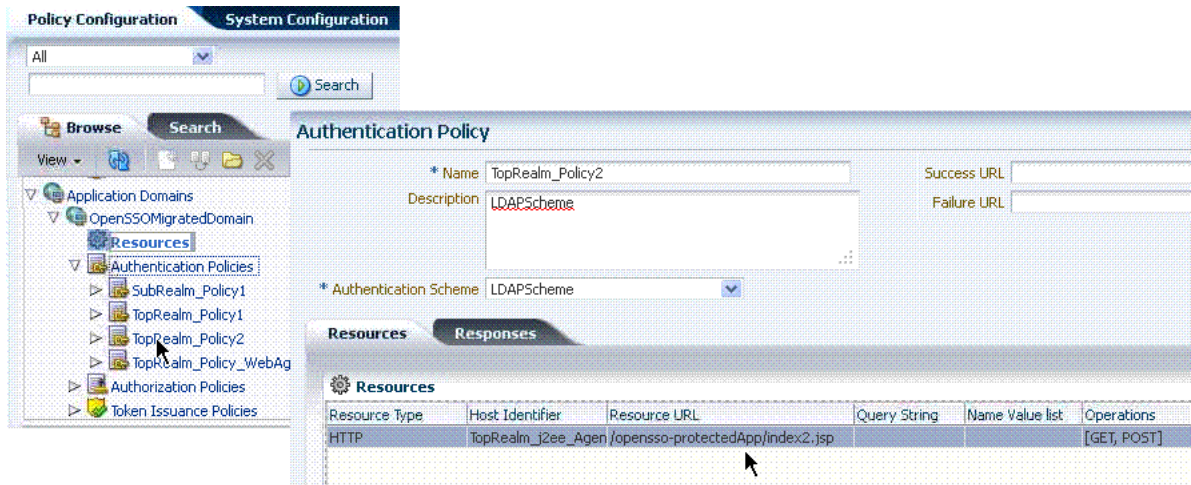 Policy Configuration System Configuration
All
Search
Browse Search
View
Application Domains
OpenSSOMigratedDomain
Resources
Authentication Policies
SubRealm_Policy1
TopRealm_Policy1
TopRealm_Policy2
TopRealm_Policy_WebAg
Authorization Policies
Token Issuance Policies
Authentication Policy
* Name TopRealm_Policy2
Success URL
Description LDAPScheme
Failure URL
* Authentication Scheme LDAPScheme
Resources Responses
Resources
Resource Type Host Identifier Resource URL Query String Name Value list Operations
HTTP TopRealm_j2ee_Agen /opensso-protectedApp/index2.jsp [GET, POST]